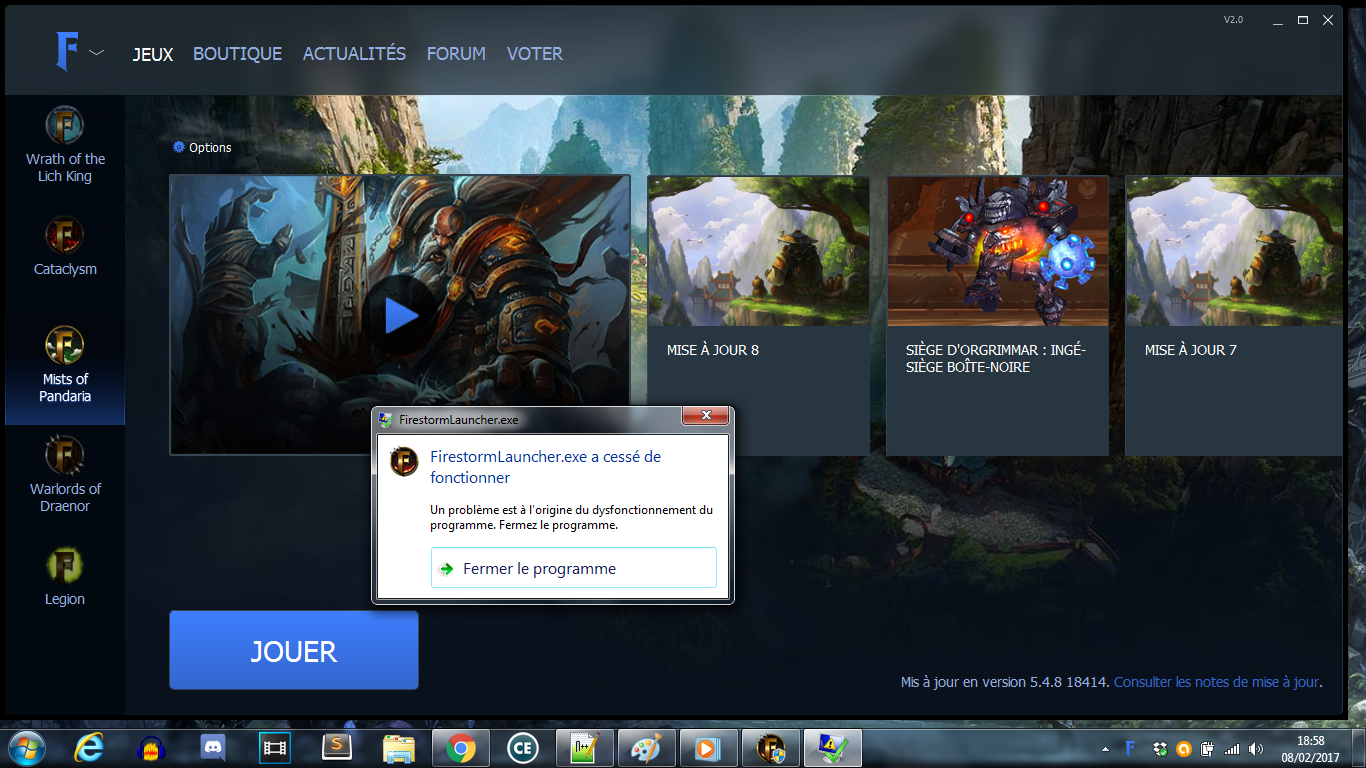 V2.0
F
JEUX BOUTIQUE ACTUALITÉS FORUM VOTER
F
Wrath of the
Lich King
F
Cataclysm
F
Mists of
Pandaria
F
Warlords of
Draenor
F
Legion
Options
MISE À JOUR 8
SIÈGE D'ORGRIMMAR : INGÉ-
SIÈGE BOÎTE-NOIRE
MISE À JOUR 7
FirestormLauncher.exe
FirestormLauncher.exe a cessé de
fonctionner
Un problème est à l'origine du dysfonctionnement du
programme. Fermez le programme.
Fermer le programme
JOUER
Mis à jour en version 5.4.8 18414. Consulter les notes de mise à jour.
S
CE
F
18:58
08/02/2017